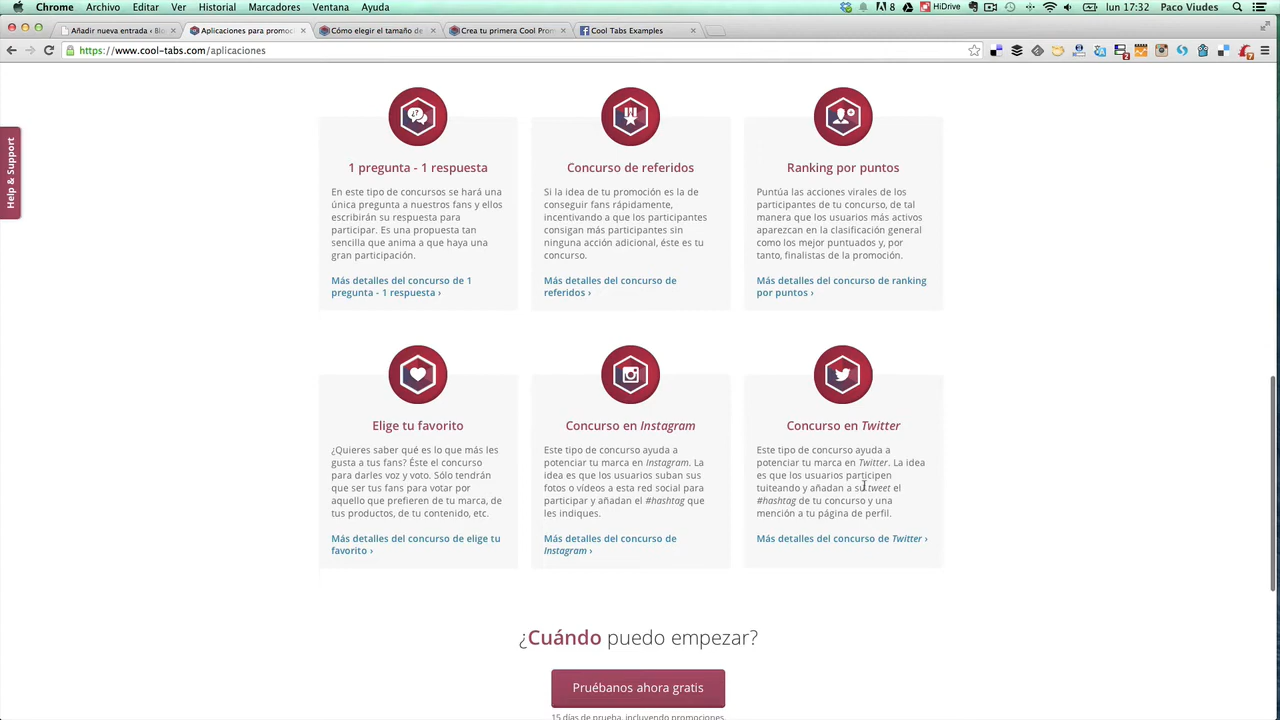 Chrome Archivo Editar Ver Historial Marcadores Ventana Ayuda 8 HiDrive lun 17:32 Paco Viudes
Añadir nueva entrada ‹ Blo Aplicaciones para promoci Cómo elegir el tamaño de Crea tu primera Cool Prom Cool Tabs Examples
https://www.cool-tabs.com/aplicaciones
Help & Support
1 pregunta - 1 respuesta
En este tipo de concursos se hará una
única pregunta a nuestros fans y ellos
escribirán su respuesta para
participar. Es una propuesta tan
sencilla que anima a que haya una
gran participación.
Más detalles del concurso de 1
pregunta - 1 respuesta ›
Concurso de referidos
Si la idea de tu promoción es la de
conseguir fans rápidamente,
incentivando a que los participantes
consigan más participantes sin
ninguna acción adicional, éste es tu
concurso.
Más detalles del concurso de
referidos ›
Ranking por puntos
Puntúa las acciones virales de los
participantes de tu concurso, de tal
manera que los usuarios más activos
aparezcan en la clasificación general
como los mejor puntuados y, por
tanto, finalistas de la promoción.
Más detalles del concurso de ranking
por puntos ›
Elige tu favorito
¿Quieres saber qué es lo que más les
gusta a tus fans? Éste el concurso
para darles voz y voto. Sólo tendrán
que ser tus fans para votar por
aquello que prefieren de tu marca, de
tus productos, de tu contenido, etc.
Más detalles del concurso de elige tu
favorito ›
Concurso en Instagram
Este tipo de concurso ayuda a
potenciar tu marca en Instagram. La
idea es que los usuarios suban sus
fotos o vídeos a esta red social para
participar y añadan el #hashtag que
les indiques.
Más detalles del concurso de
Instagram ›
Concurso en Twitter
Este tipo de concurso ayuda a
potenciar tu marca en Twitter. La idea
es que los usuarios participen
tuiteando y añadan a su tweet el
#hashtag de tu concurso y una
mención a tu página de perfil.
Más detalles del concurso de Twitter ›
¿Cuándo puedo empezar?
Pruébanos ahora gratis
15 días de prueba, incluyendo promociones.